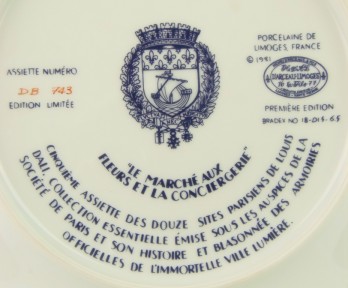 ASSIETTE NUMÉRO
DB 743
EDITION LIMITÉE
PORCELAINE DE
LIMOGES, FRANCE
© 1981
D'ARCEAU-LIMOGES
PREMIÈRE EDITION
BRADEX NO 18-D15-6.5
"LE MARCHÉ AUX
FLEURS ET LA CONCIERGERIE"
CINQUIÈME ASSIETTE DES DOUZE SITES PARISIENS DE LOUIS
DALI. COLLECTION ESSENTIELLE ÉMISE SOUS LES AUSPICES DE LA
SOCIÉTÉ DE PARIS ET SON HISTOIRE ET BLASONNÉE DES ARMOIRIES
OFFICIELLES DE L'IMMORTELLE VILLE LUMIÈRE.